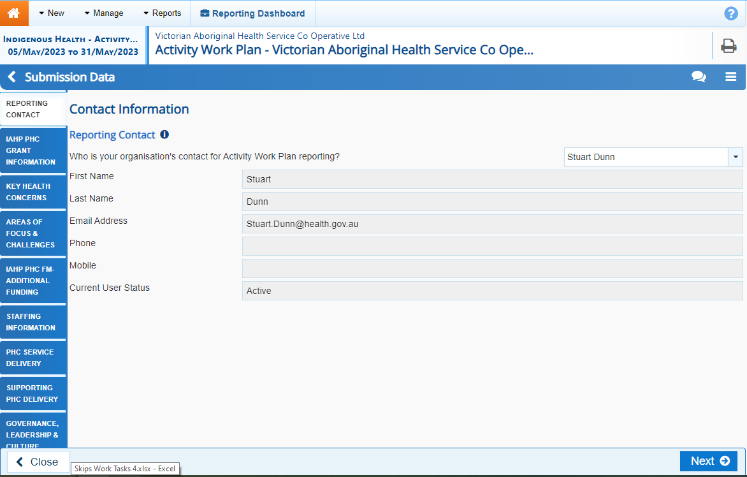 New Manage Reports Reporting Dashboard ?
Indigenous Health - Activity...
05/May/2023 to 31/May/2023
Victorian Aboriginal Health Service Co Operative Ltd
Activity Work Plan - Victorian Aboriginal Health Service Co Ope...
Submission Data
REPORTING
CONTACT
IAHP PHC
GRANT
INFORMATION
KEY HEALTH
CONCERNS
AREAS OF
FOCUS &
CHALLENGES
IAHP PHC FM-
ADDITIONAL
FUNDING
STAFFING
INFORMATION
PHC SERVICE
DELIVERY
SUPPORTING
PHC DELIVERY
GOVERNANCE,
LEADERSHIP &
CULTURE
Contact Information
Reporting Contact
Who is your organisation's contact for Activity Work Plan reporting? Stuart Dunn
First Name Stuart
Last Name Dunn
Email Address Stuart.Dunn@health.gov.au
Phone
Mobile
Current User Status Active
Close
Skips Work Tasks 4.xlsx - Excel
Next